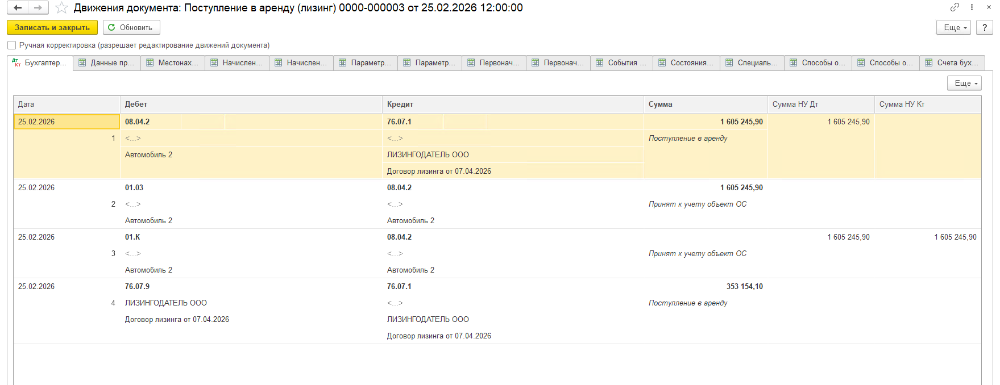 Движения документа: Поступление в аренду (лизинг) 0000-000003 от 25.02.2026 12:00:00
Записать и закрыть Обновить Еще ?
Ручная корректировка (разрешает редактирование движений документа)
Дт Кт Бухгалтер... Данные пр... Местонах... Начислен... Начислен... Параметр... Параметр... Первонач... Первонач... События ... Состояния... Специаль... Способы о... Способы о... Счета бух...
Еще
Дата Дебет Кредит Сумма Сумма НУ Дт Сумма НУ Кт
25.02.2026 08.04.2 76.07.1 1 605 245,90 1 605 245,90
1 <...> <...> Поступление в аренду
Автомобиль 2 ЛИЗИНГОДАТЕЛЬ ООО
Договор лизинга от 07.04.2026
25.02.2026 01.03 08.04.2 1 605 245,90
2 <...> <...> Принят к учету объект ОС
Автомобиль 2 Автомобиль 2
25.02.2026 01.К 08.04.2 1 605 245,90 1 605 245,90
3 <...> <...> Принят к учету объект ОС
Автомобиль 2 Автомобиль 2
25.02.2026 76.07.9 76.07.1 353 154,10
4 ЛИЗИНГОДАТЕЛЬ ООО <...> Поступление в аренду
Договор лизинга от 07.04.2026 ЛИЗИНГОДАТЕЛЬ ООО
Договор лизинга от 07.04.2026